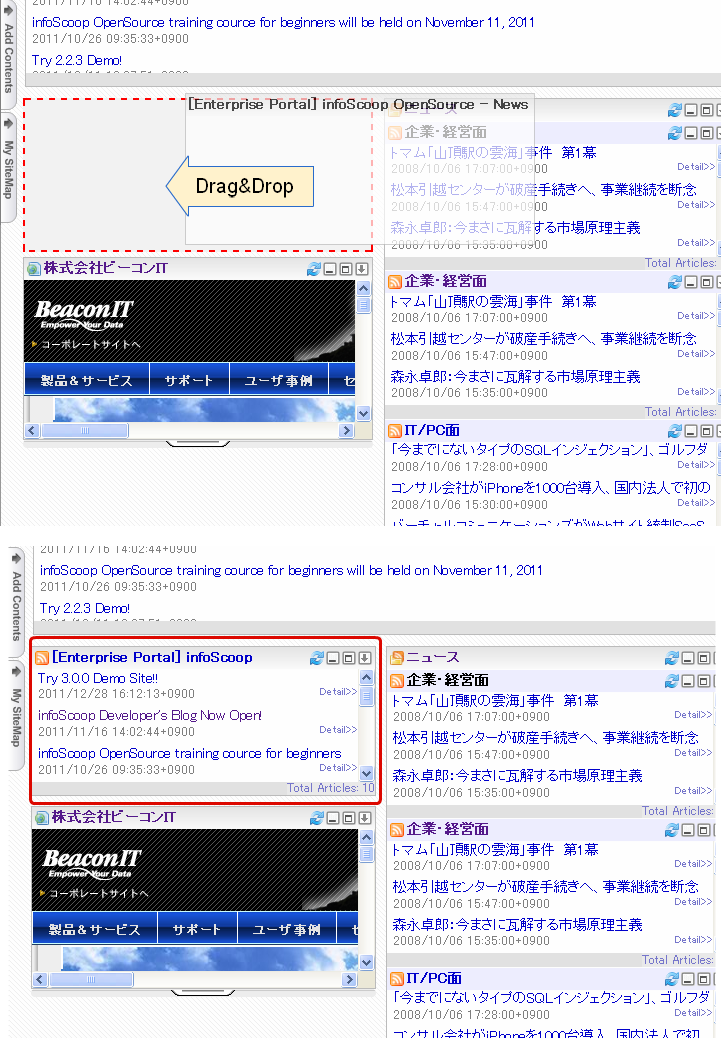 2011/11/16 14:02:44+0900
infoScoop OpenSource training cource for beginners will be held on November 11, 2011
2011/10/26 09:35:33+0900
Try 2.2.3 Demo!
Add Contents
My SiteMap
[Enterprise Portal] infoScoop OpenSource - News
Drag&Drop
ニュース
企業・経営面
トマム「山頂駅の雲海」事件 第1幕
2008/10/06 17:07:00+0900
Detail>>
松本引越センターが破産手続きへ、事業継続を断念
2008/10/06 15:47:00+0900
Detail>>
森永卓郎：今まさに瓦解する市場原理主義
2008/10/06 15:35:00+0900
Detail>>
Total Articles:
株式会社ビーコンIT
BeaconIT
Empower Your Data
コーポレートサイトへ
製品＆サービス
サポート
ユーザ事例
セ
企業・経営面
トマム「山頂駅の雲海」事件 第1幕
2008/10/06 17:07:00+0900
Detail>>
松本引越センターが破産手続きへ、事業継続を断念
2008/10/06 15:47:00+0900
Detail>>
森永卓郎：今まさに瓦解する市場原理主義
2008/10/06 15:35:00+0900
Detail>>
Total Articles:
IT/PC面
「今までにないタイプのSQLインジェクション」、ゴルフダ
2008/10/06 17:28:00+0900
Detail>>
コンサル会社がiPhoneを1000台導入、国内法人で初の
2008/10/06 15:30:00+0900
Detail>>
2011/11/16 14:02:44+0900
infoScoop OpenSource training cource for beginners will be held on November 11, 2011
2011/10/26 09:35:33+0900
Try 2.2.3 Demo!
Add Contents
My SiteMap
[Enterprise Portal] infoScoop
Try 3.0.0 Demo Site!!
2011/12/28 16:12:13+0900
Detail>>
infoScoop Developer's Blog Now Open!
2011/11/16 14:02:44+0900
Detail>>
infoScoop OpenSource training cource for beginners
2011/10/26 09:35:33+0900
Detail>>
Total Articles: 10
株式会社ビーコンIT
BeaconIT
Empower Your Data
コーポレートサイトへ
製品＆サービス
サポート
ユーザ事例
セ
ニュース
企業・経営面
トマム「山頂駅の雲海」事件 第1幕
2008/10/06 17:07:00+0900
Detail>>
松本引越センターが破産手続きへ、事業継続を断念
2008/10/06 15:47:00+0900
Detail>>
森永卓郎：今まさに瓦解する市場原理主義
2008/10/06 15:35:00+0900
Detail>>
Total Articles:
企業・経営面
トマム「山頂駅の雲海」事件 第1幕
2008/10/06 17:07:00+0900
Detail>>
松本引越センターが破産手続きへ、事業継続を断念
2008/10/06 15:47:00+0900
Detail>>
森永卓郎：今まさに瓦解する市場原理主義
2008/10/06 15:35:00+0900
Detail>>
Total Articles:
IT/PC面
「今までにないタイプのSQLインジェクション」、ゴルフダ
2008/10/06 17:28:00+0900
Detail>>
コンサル会社がiPhoneを1000台導入、国内法人で初